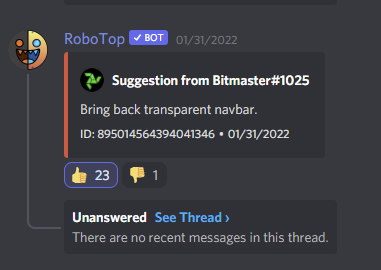 RoboTop ✓ BOT 01/31/2022
Suggestion from Bitmaster#1025
Bring back transparent navbar.
ID: 895014564394041346 • 01/31/2022
👍 23 👎 1
Unanswered See Thread ›
There are no recent messages in this thread.